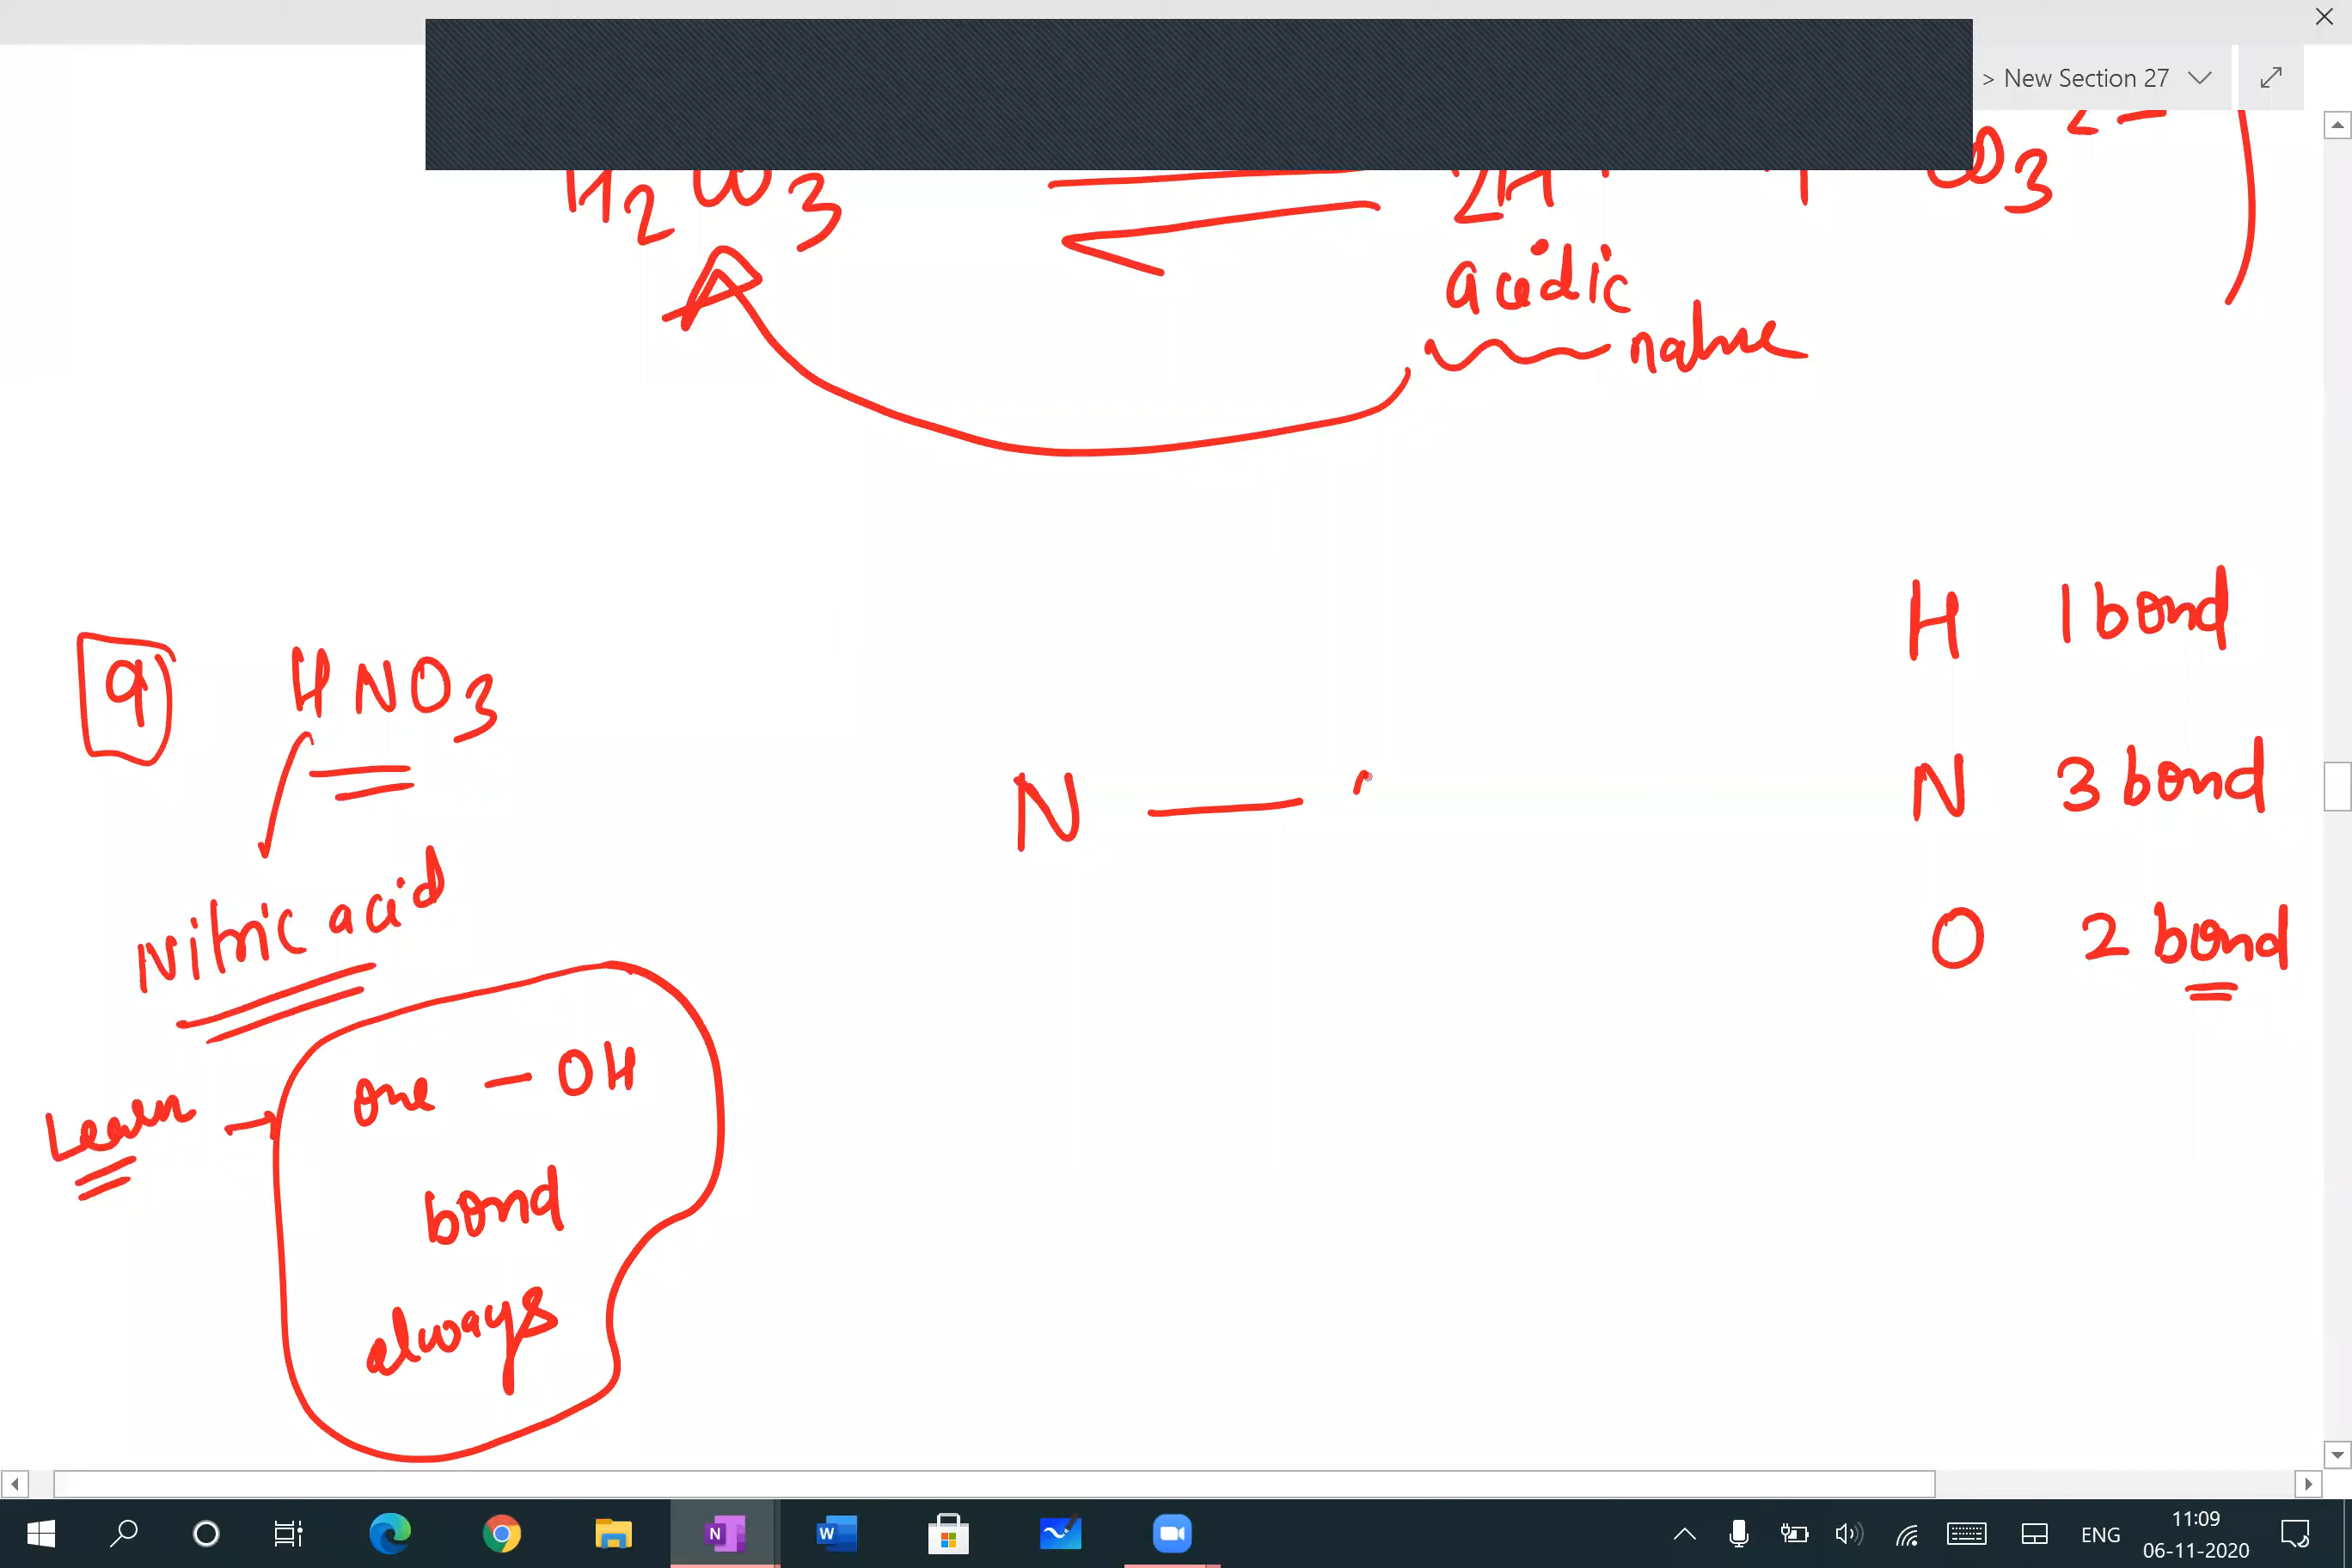 > New Section 27
H2CO3 2H + CO3 2-
acidic
nature
9 HNO3
H 1 bond
N —
N 3 bond
Nitric acid
O 2 bond
Learn → one – OH
bond
always
ENG
11:09
06-11-2020